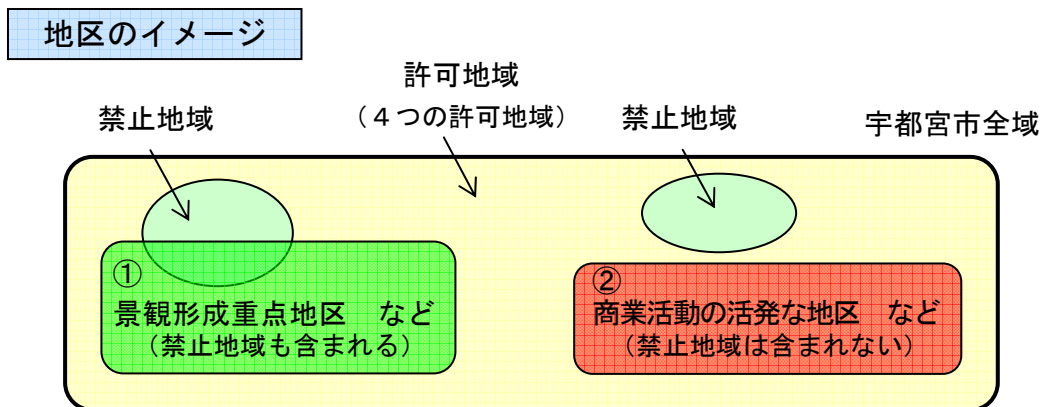 地区のイメージ
許可地域
（４つの許可地域）
禁止地域
禁止地域
宇都宮市全域
①
景観形成重点地区　など
（禁止地域も含まれる）
②
商業活動の活発な地区　など
（禁止地域は含まれない）